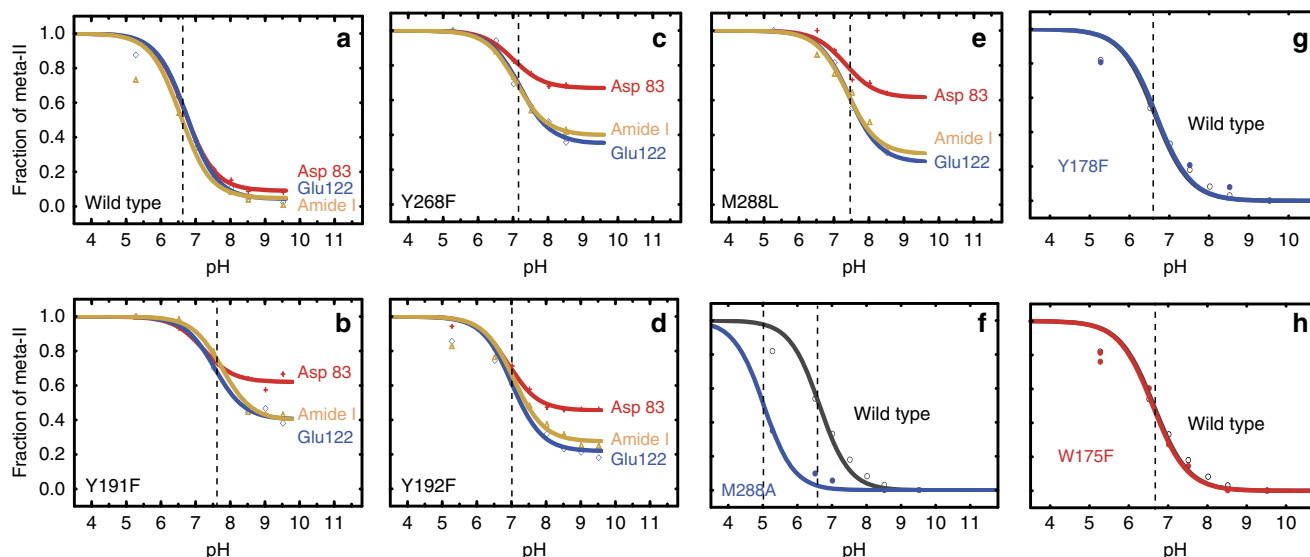 Fraction of meta-II
1.0
0.8
0.6
0.4
0.2
0.0
a
Asp 83
Glu122
Amide I
Wild type
4 5 6 7 8 9 10 11
pH
c
Asp 83
Amide I
Glu122
Y268F
4 5 6 7 8 9 10 11
pH
e
Asp 83
Amide I
Glu122
M288L
4 5 6 7 8 9 10 11
pH
g
Wild type
Y178F
4 5 6 7 8 9 10
pH
Fraction of meta-II
1.0
0.8
0.6
0.4
0.2
0.0
b
Asp 83
Amide I
Glu122
Y191F
4 5 6 7 8 9 10 11
pH
d
Asp 83
Amide I
Glu122
Y192F
4 5 6 7 8 9 10 11
pH
f
Wild type
M288A
4 5 6 7 8 9 10 11
pH
h
Wild type
W175F
4 5 6 7 8 9 10
pH